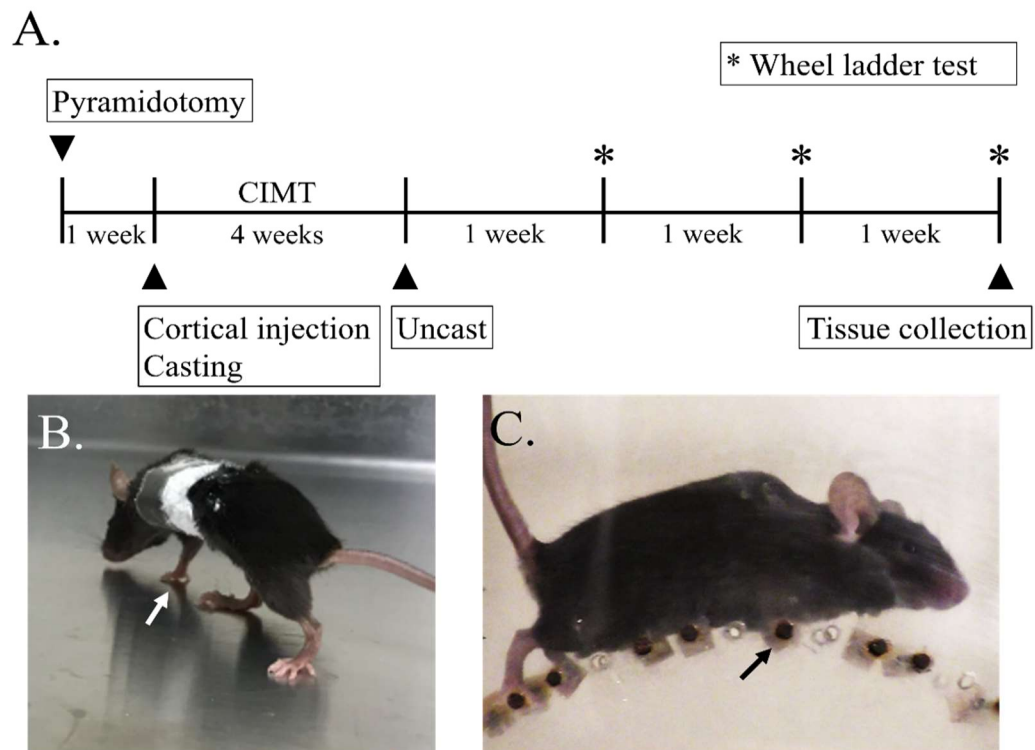 A.
* Wheel ladder test
Pyramidotomy
* * *
CIMT
1 week 4 weeks 1 week 1 week 1 week
Cortical injection
Casting
Uncast
Tissue collection
B.
C.